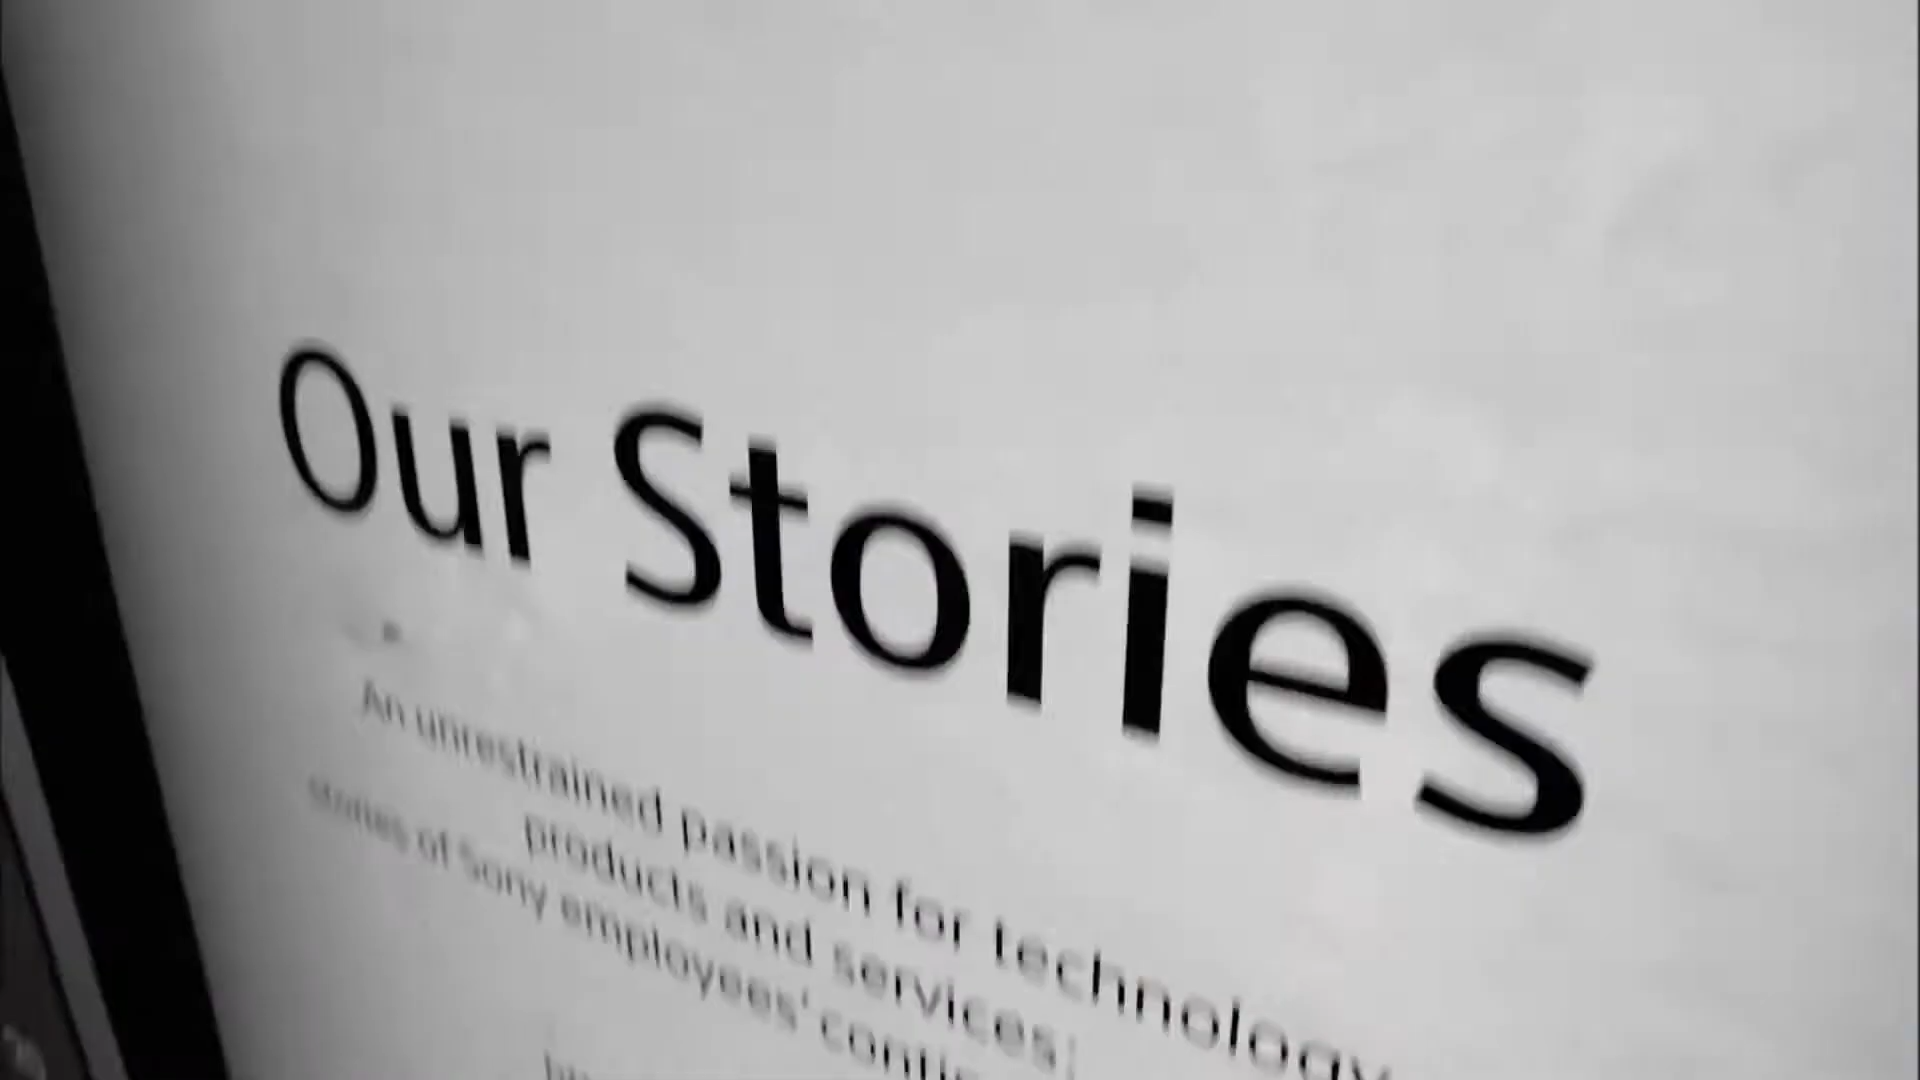 Our Stories
An unrestrained passion for technology
products and services;
stories of Sony employees'